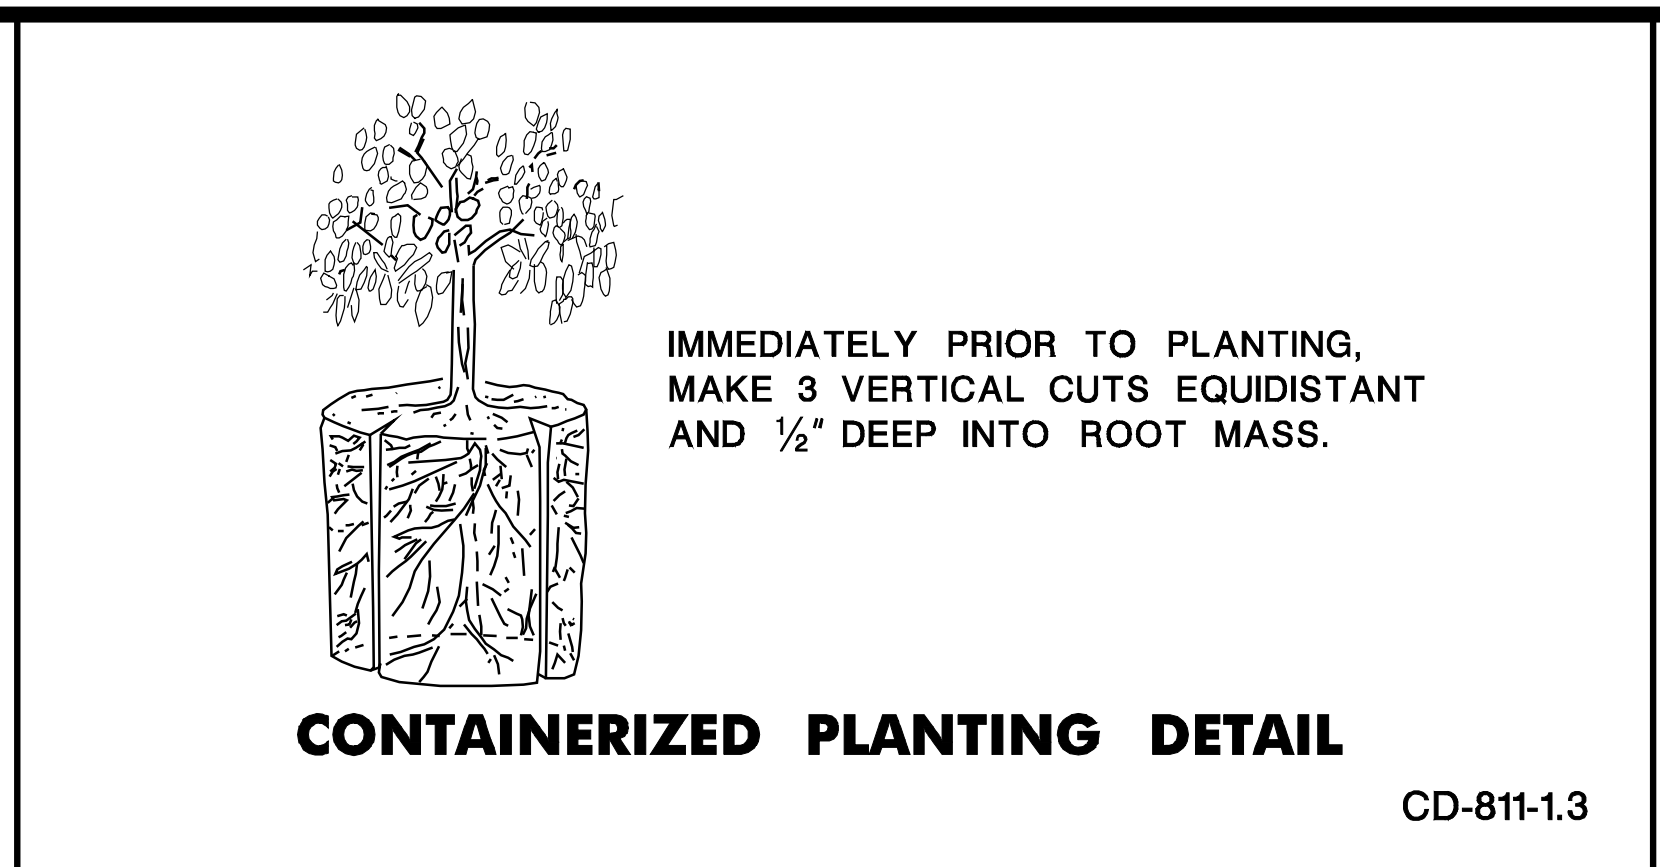 IMMEDIATELY PRIOR TO PLANTING,
MAKE 3 VERTICAL CUTS EQUIDISTANT
AND ½" DEEP INTO ROOT MASS.
CONTAINERIZED PLANTING DETAIL
CD-811-1.3